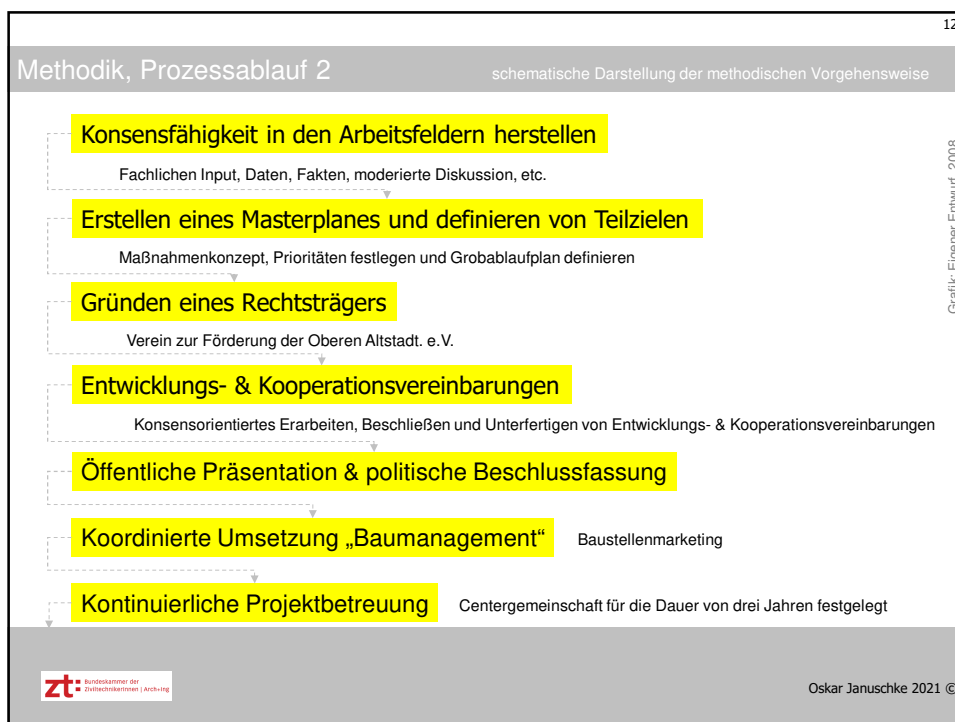 12
Methodik, Prozessablauf 2
schematische Darstellung der methodischen Vorgehensweise
Konsensfähigkeit in den Arbeitsfeldern herstellen
Fachlichen Input, Daten, Fakten, moderierte Diskussion, etc.
Erstellen eines Masterplanes und definieren von Teilzielen
Maßnahmenkonzept, Prioritäten festlegen und Grobablaufplan definieren
Gründen eines Rechtsträgers
Verein zur Förderung der Oberen Altstadt. e.V.
Entwicklungs- & Kooperationsvereinbarungen
Konsensorientiertes Erarbeiten, Beschließen und Unterfertigen von Entwicklungs- & Kooperationsvereinbarungen
Öffentliche Präsentation & politische Beschlussfassung
Koordinierte Umsetzung „Baumanagement“
Baustellenmarketing
Kontinuierliche Projektbetreuung
Centergemeinschaft für die Dauer von drei Jahren festgelegt
Grafik: Eigener Entwurf, 2008
zt:
Bundeskammer der
ZiviltechnikerInnen | Arch+Ing
Oskar Januschke 2021 ©